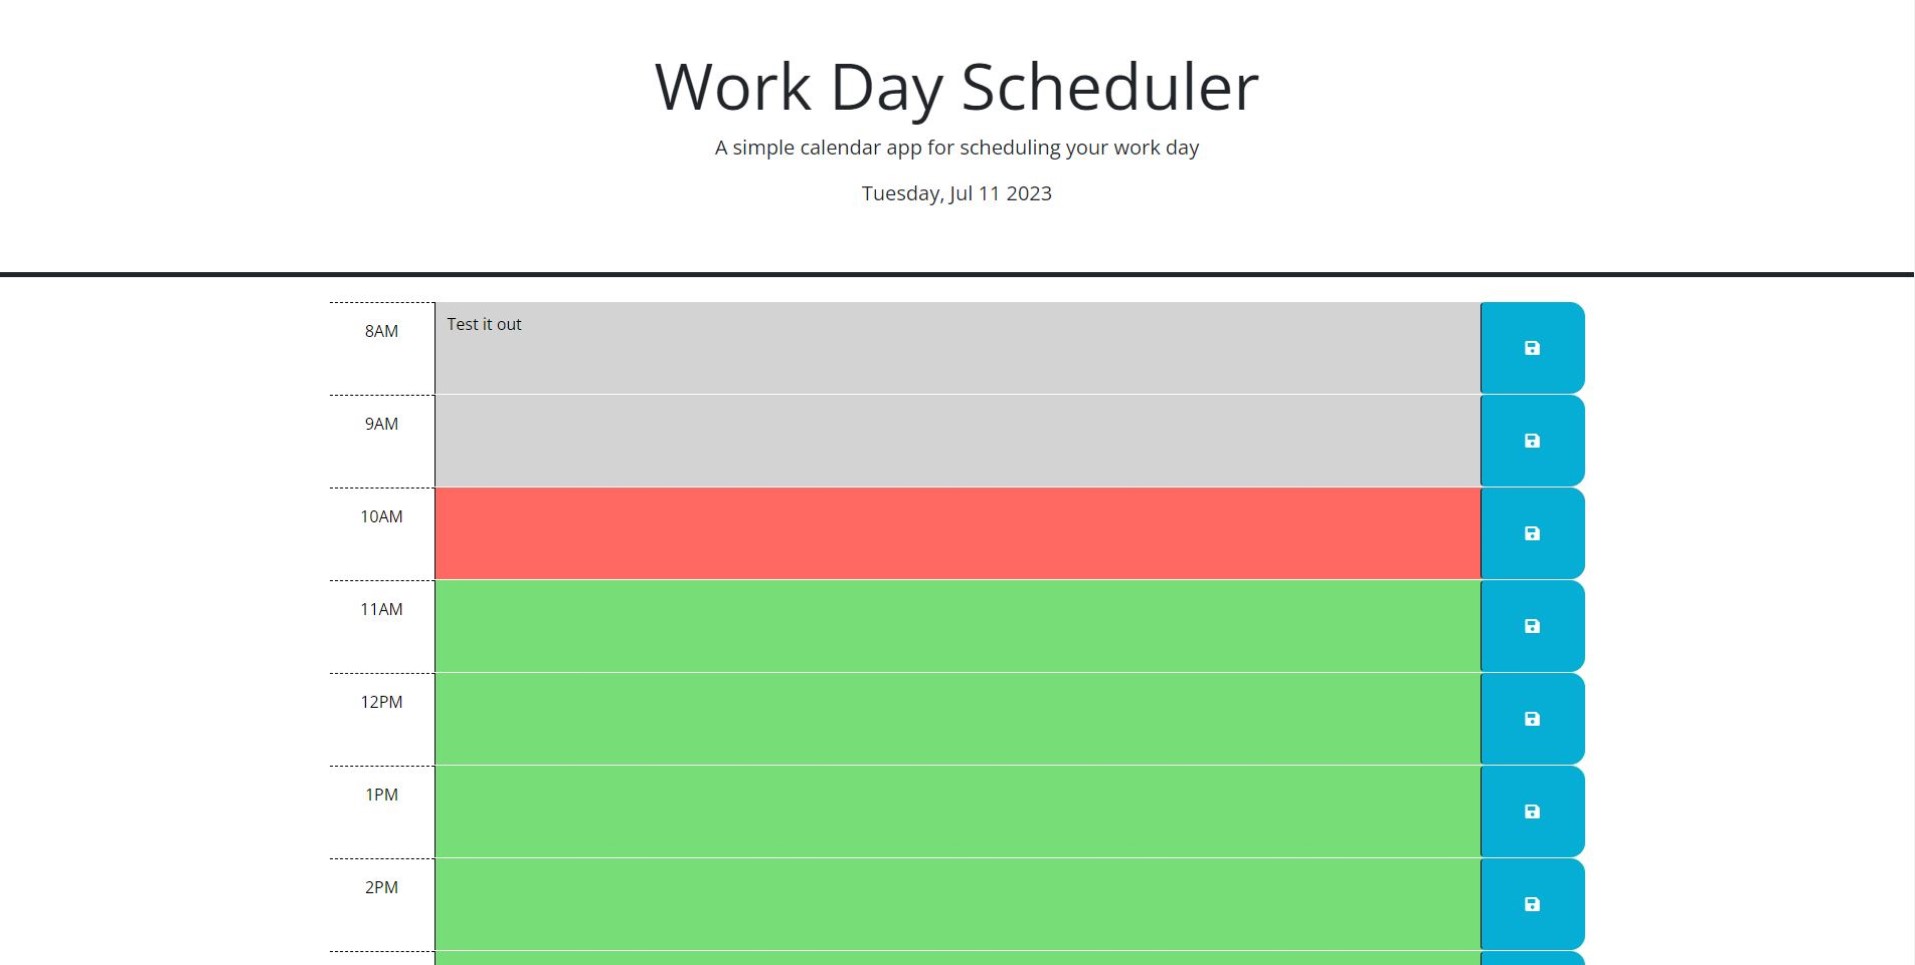 Work Day Scheduler
A simple calendar app for scheduling your work day
Tuesday, Jul 11 2023
8AM
Test it out
9AM
10AM
11AM
12PM
1PM
2PM